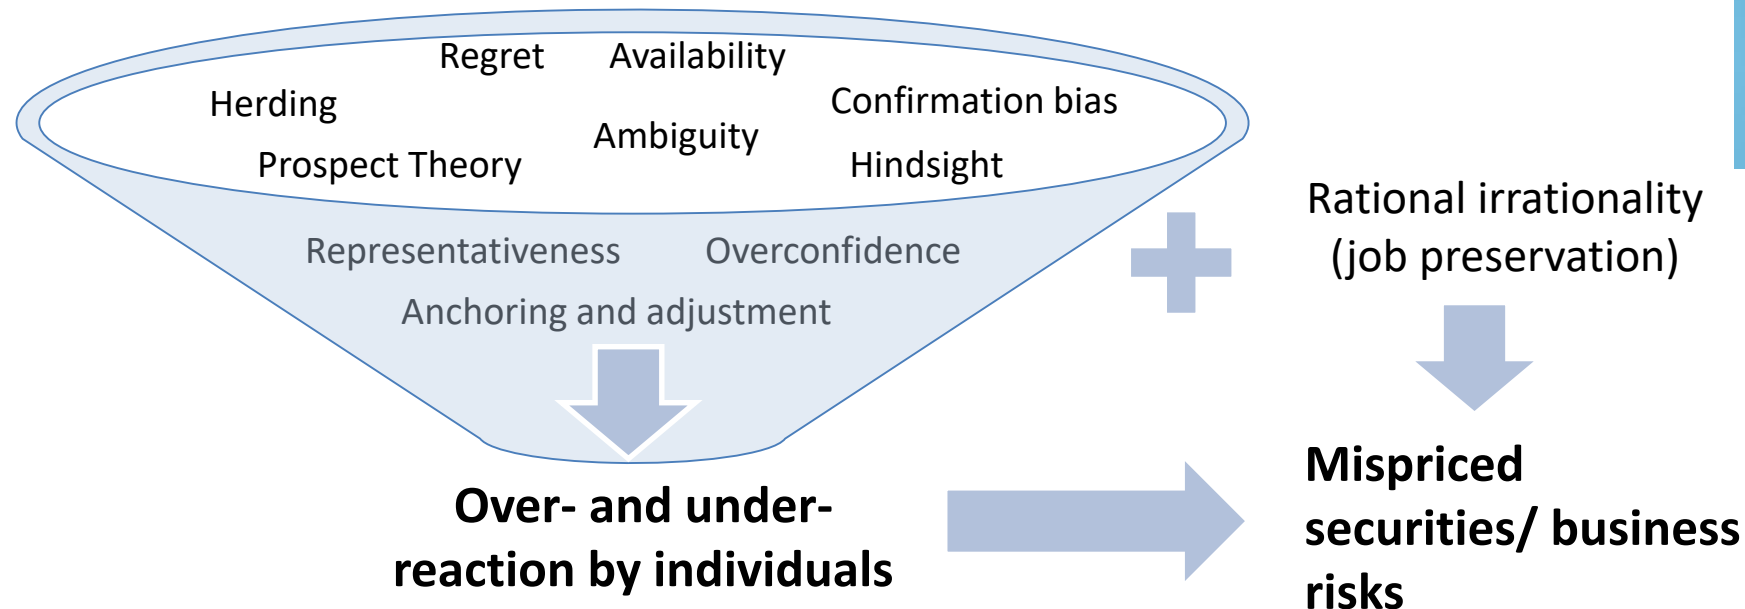 Regret
Availability
Herding
Confirmation bias
Ambiguity
Prospect Theory
Hindsight
Representativeness
Overconfidence
Anchoring and adjustment
Rational irrationality
(job preservation)
Over- and under-
reaction by individuals
Mispriced
securities/ business
risks